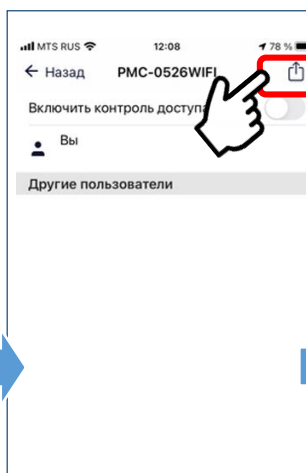 MTS RUS 12:08 78 %
Назад PMC-0526WIFI
Включить контроль доступа
Вы
Другие пользователи